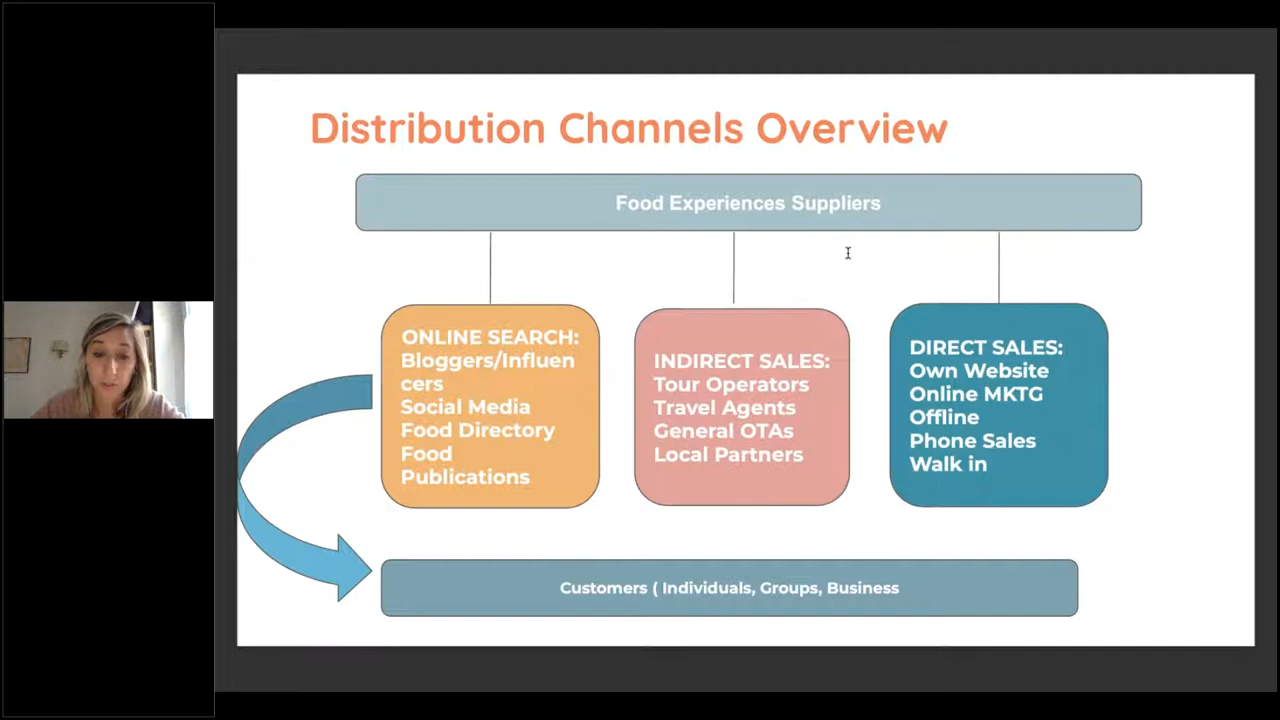 Distribution Channels Overview
Food Experiences Suppliers
ONLINE SEARCH:
Bloggers/Influen
cers
Social Media
Food Directory
Food
Publications
INDIRECT SALES:
Tour Operators
Travel Agents
General OTAs
Local Partners
DIRECT SALES:
Own Website
Online MKTG
Offline
Phone Sales
Walk in
Customers ( Individuals, Groups, Business